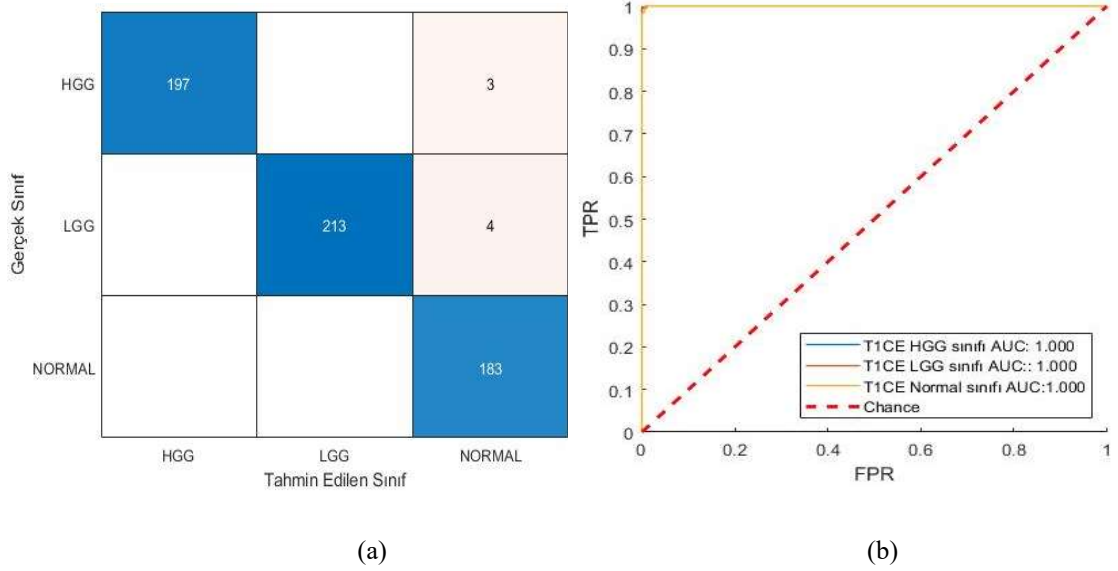 HGG
197
3
LGG
213
4
NORMAL
183
HGG
LGG
NORMAL
Gerçek Sınıf
Tahmin Edilen Sınıf
(a)
1
0.9
0.8
0.7
0.6
0.5
0.4
0.3
0.2
0.1
0
TPR
T1CE HGG sınıfı AUC: 1.000
T1CE LGG sınıfı AUC:: 1.000
T1CE Normal sınıfı AUC:1.000
Chance
0
0.2
0.4
0.6
0.8
1
FPR
(b)